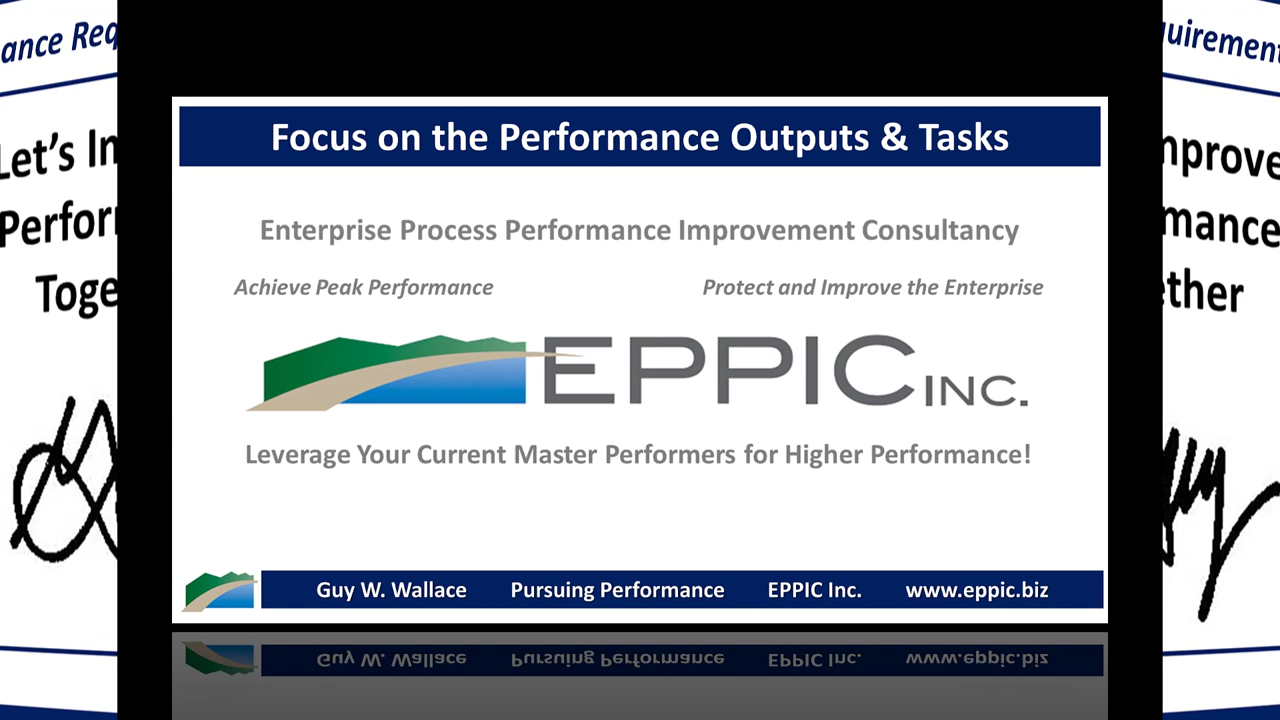 Focus on the Performance Outputs & Tasks
Enterprise Process Performance Improvement Consultancy
Achieve Peak Performance
Protect and Improve the Enterprise
EPPIC INC.
Leverage Your Current Master Performers for Higher Performance!
Guy W. Wallace Pursuing Performance EPPIC Inc. www.eppic.biz
Let's